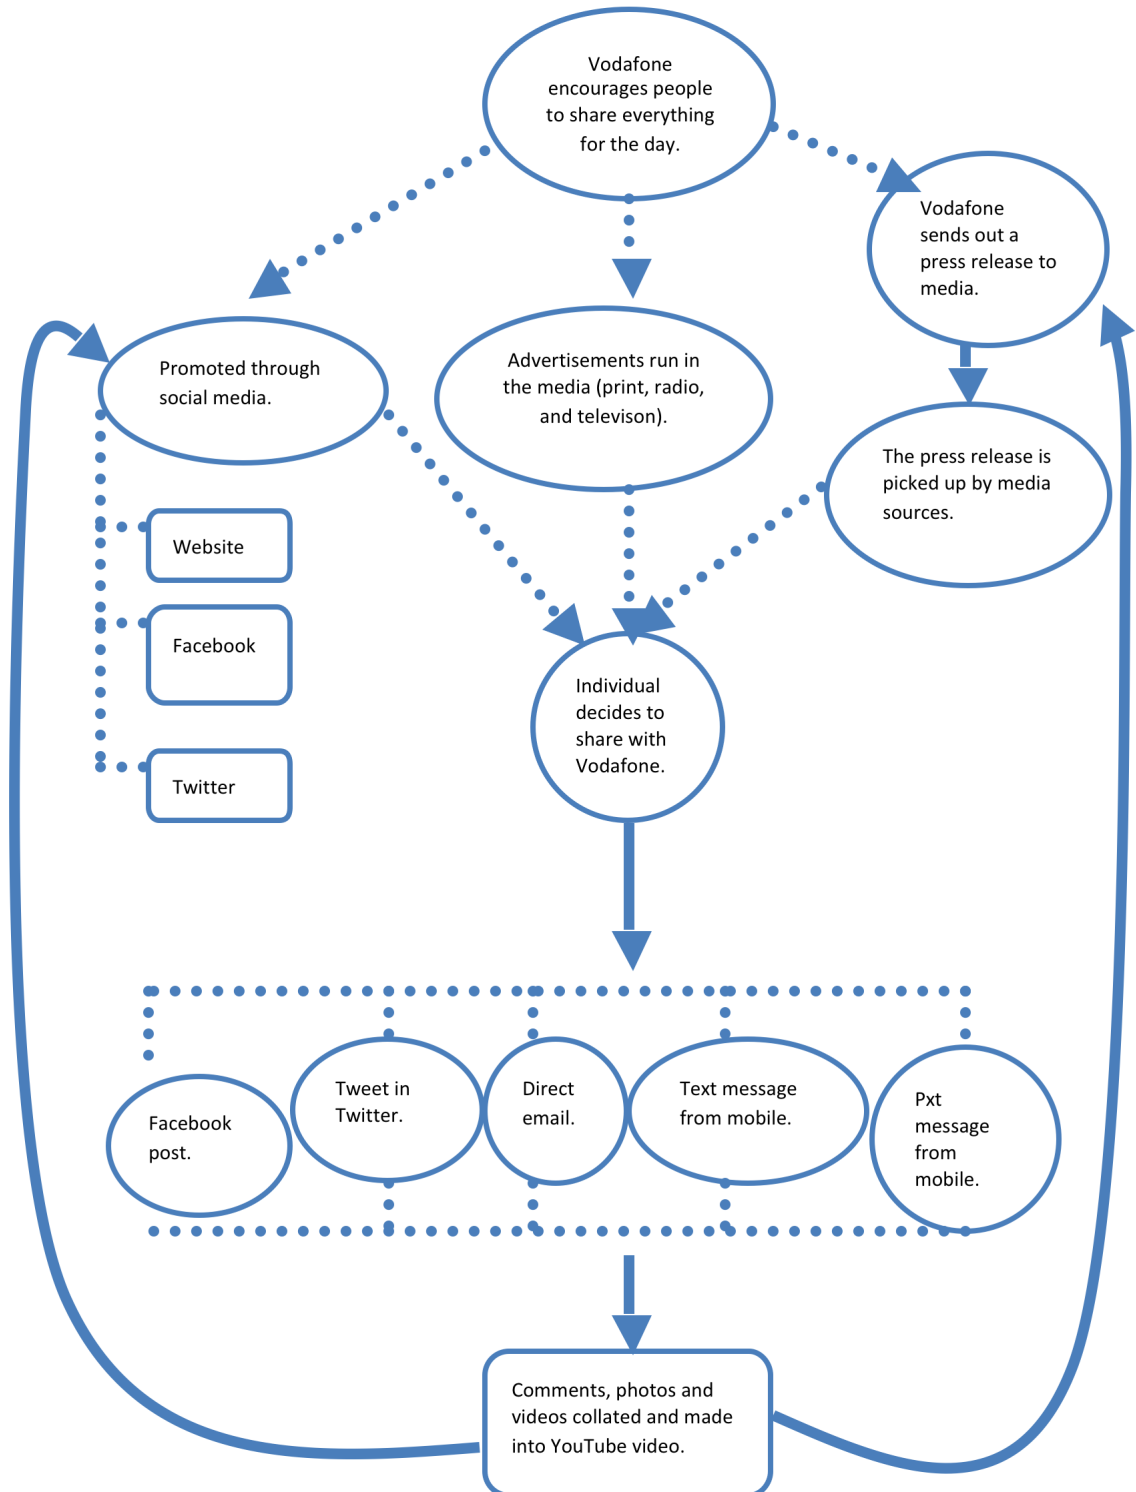 Vodafone
encourages people
to share everything
for the day.
Vodafone
sends out a
press release to
media.
Promoted through
social media.
Advertisements run in
the media (print, radio,
and televison).
The press release is
picked up by media
sources.
Website
Facebook
Twitter
Individual
decides to
share with
Vodafone.
Facebook
post.
Tweet in
Twitter.
Direct
email.
Text message
from mobile.
Pxt
message
from
mobile.
Comments, photos and
videos collated and made
into YouTube video.